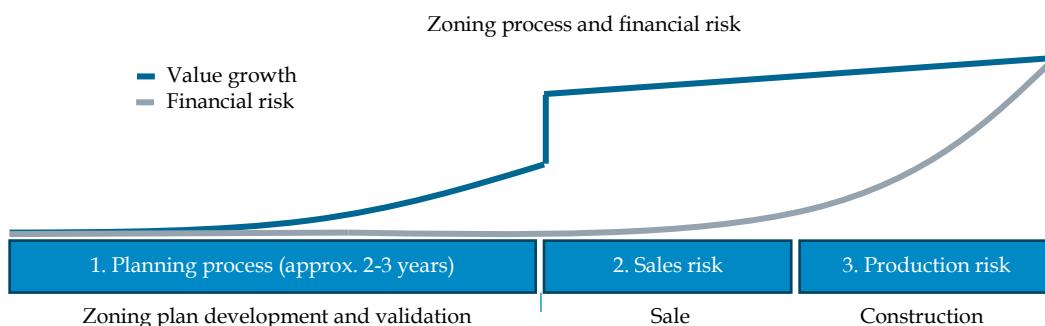 Zoning process and financial risk
Value growth
Financial risk
1. Planning process (approx. 2-3 years)
2. Sales risk
3. Production risk
Zoning plan development and validation
Sale
Construction